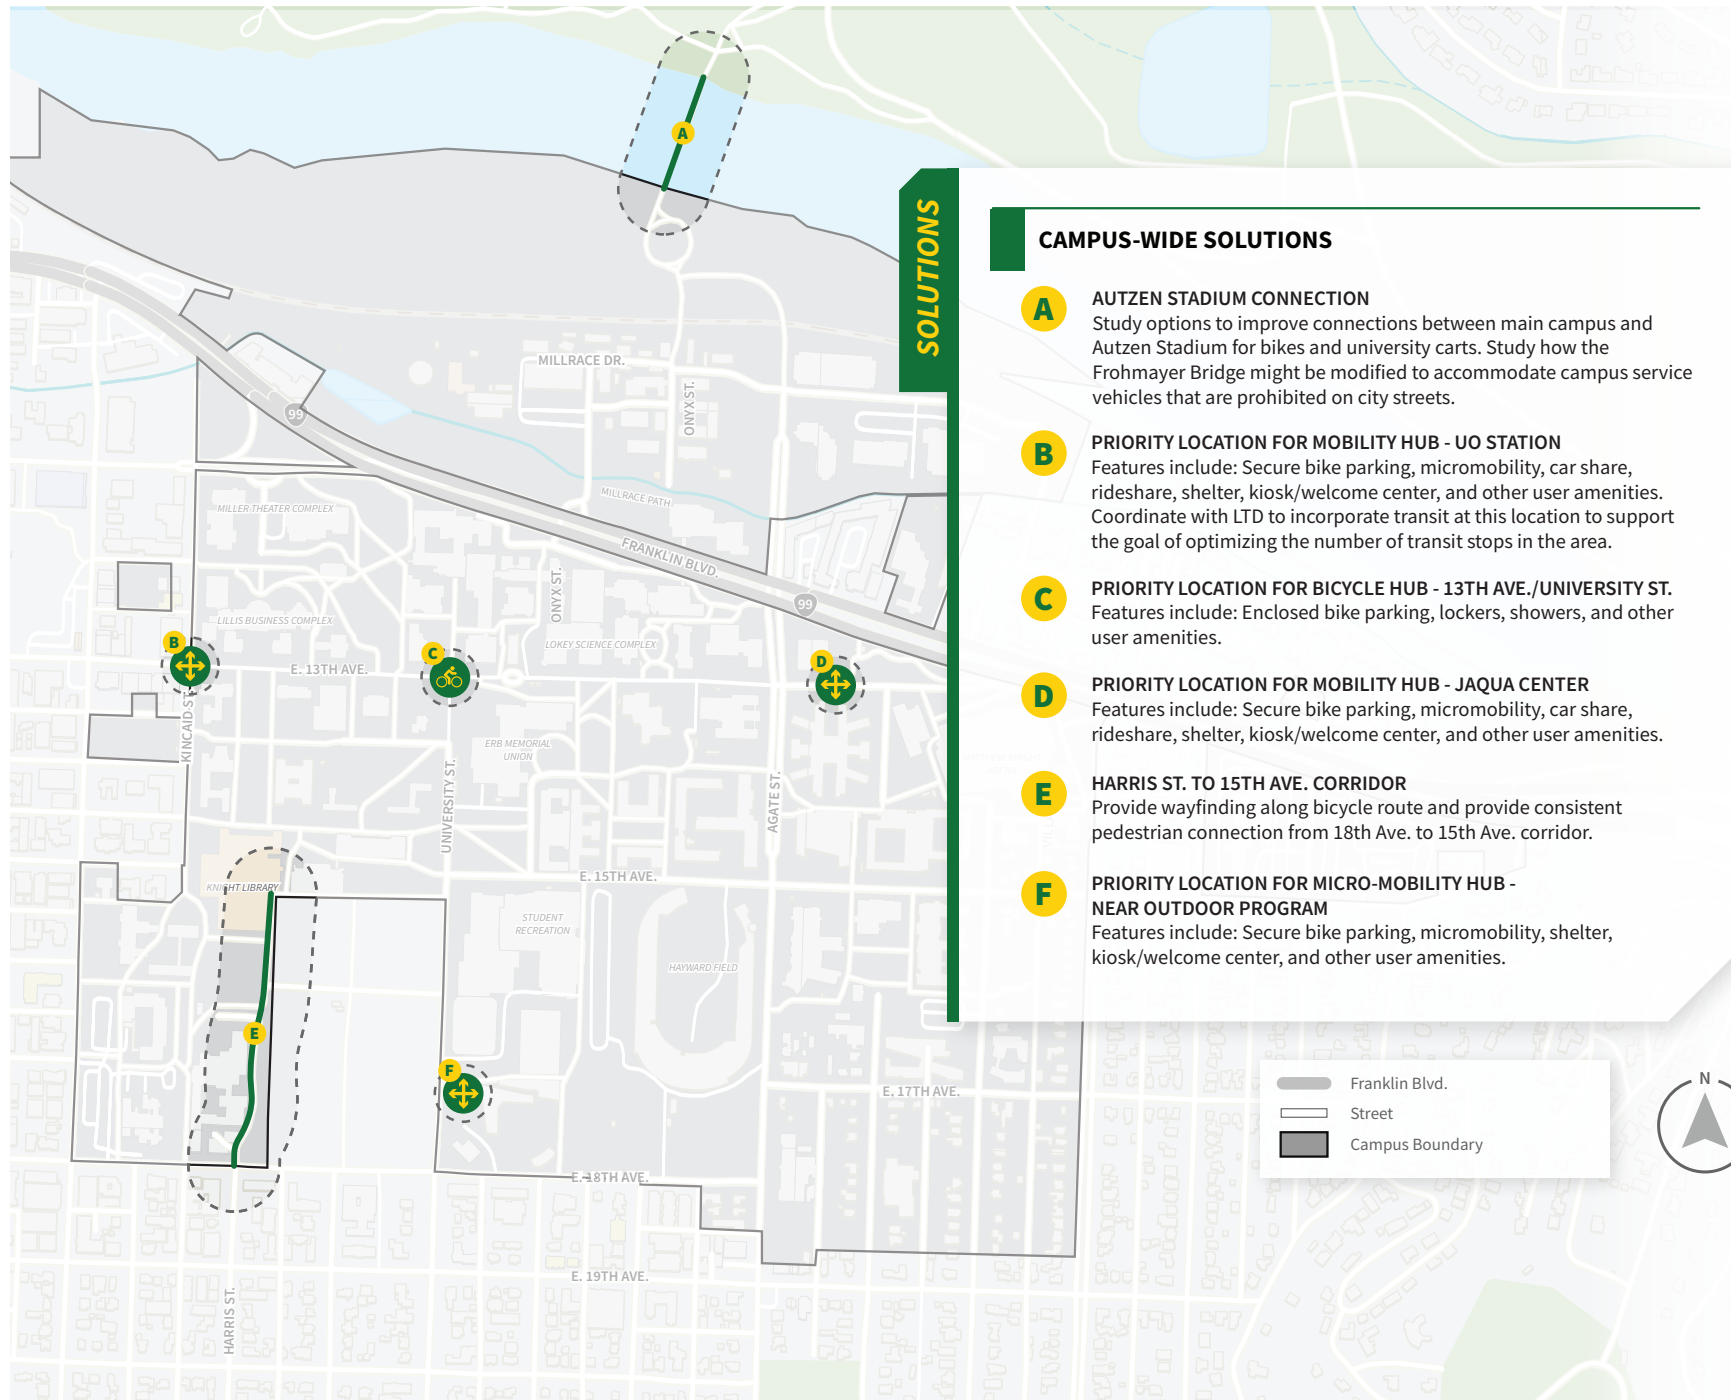 A
SOLUTIONS
CAMPUS-WIDE SOLUTIONS
A
AUTZEN STADIUM CONNECTION
Study options to improve connections between main campus and
Autzen Stadium for bikes and university carts. Study how the
Frohmayer Bridge might be modified to accommodate campus service
vehicles that are prohibited on city streets.
B
PRIORITY LOCATION FOR MOBILITY HUB - UO STATION
Features include: Secure bike parking, micromobility, car share,
rideshare, shelter, kiosk/welcome center, and other user amenities.
Coordinate with LTD to incorporate transit at this location to support
the goal of optimizing the number of transit stops in the area.
C
PRIORITY LOCATION FOR BICYCLE HUB - 13TH AVE./UNIVERSITY ST.
Features include: Enclosed bike parking, lockers, showers, and other
user amenities.
D
PRIORITY LOCATION FOR MOBILITY HUB - JAQUA CENTER
Features include: Secure bike parking, micromobility, car share,
rideshare, shelter, kiosk/welcome center, and other user amenities.
E
HARRIS ST. TO 15TH AVE. CORRIDOR
Provide wayfinding along bicycle route and provide consistent
pedestrian connection from 18th Ave. to 15th Ave. corridor.
F
PRIORITY LOCATION FOR MICRO-MOBILITY HUB -
NEAR OUTDOOR PROGRAM
Features include: Secure bike parking, micromobility, shelter,
kiosk/welcome center, and other user amenities.
MILLRACE DR.
ONYX ST.
99
MILLRACE PATH
MILLER THEATER COMPLEX
FRANKLIN BLVD.
ONYX ST.
99
LILLIS BUSINESS COMPLEX
LOKEY SCIENCE COMPLEX
B
C
D
E. 13TH AVE.
KINCAID ST.
ERB MEMORIAL
UNION
UNIVERSITY ST.
AGATE ST.
E. 15TH AVE.
KNIGHT LIBRARY
STUDENT
RECREATION
HAYWARD FIELD
E
F
E. 17TH AVE.
E. 18TH AVE.
E. 19TH AVE.
HARRIS ST.
Franklin Blvd.
Street
Campus Boundary
N